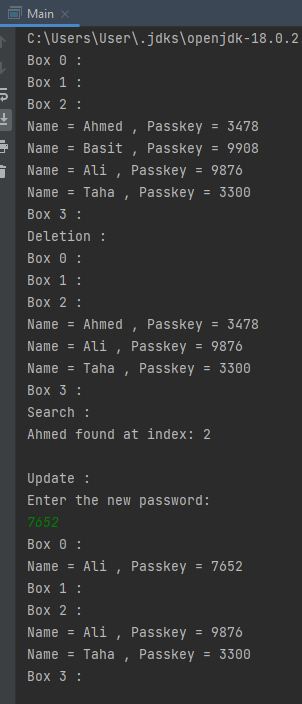 Main
C:\Users\User\.jdks\openjdk-18.0.2
Box 0 :
Box 1 :
Box 2 :
Name = Ahmed , Passkey = 3478
Name = Basit , Passkey = 9908
Name = Ali , Passkey = 9876
Name = Taha , Passkey = 3300
Box 3 :
Deletion :
Box 0 :
Box 1 :
Box 2 :
Name = Ahmed , Passkey = 3478
Name = Ali , Passkey = 9876
Name = Taha , Passkey = 3300
Box 3 :
Search :
Ahmed found at index: 2
Update :
Enter the new password:
7652
Box 0 :
Name = Ali , Passkey = 7652
Box 1 :
Box 2 :
Name = Ali , Passkey = 9876
Name = Taha , Passkey = 3300
Box 3 :